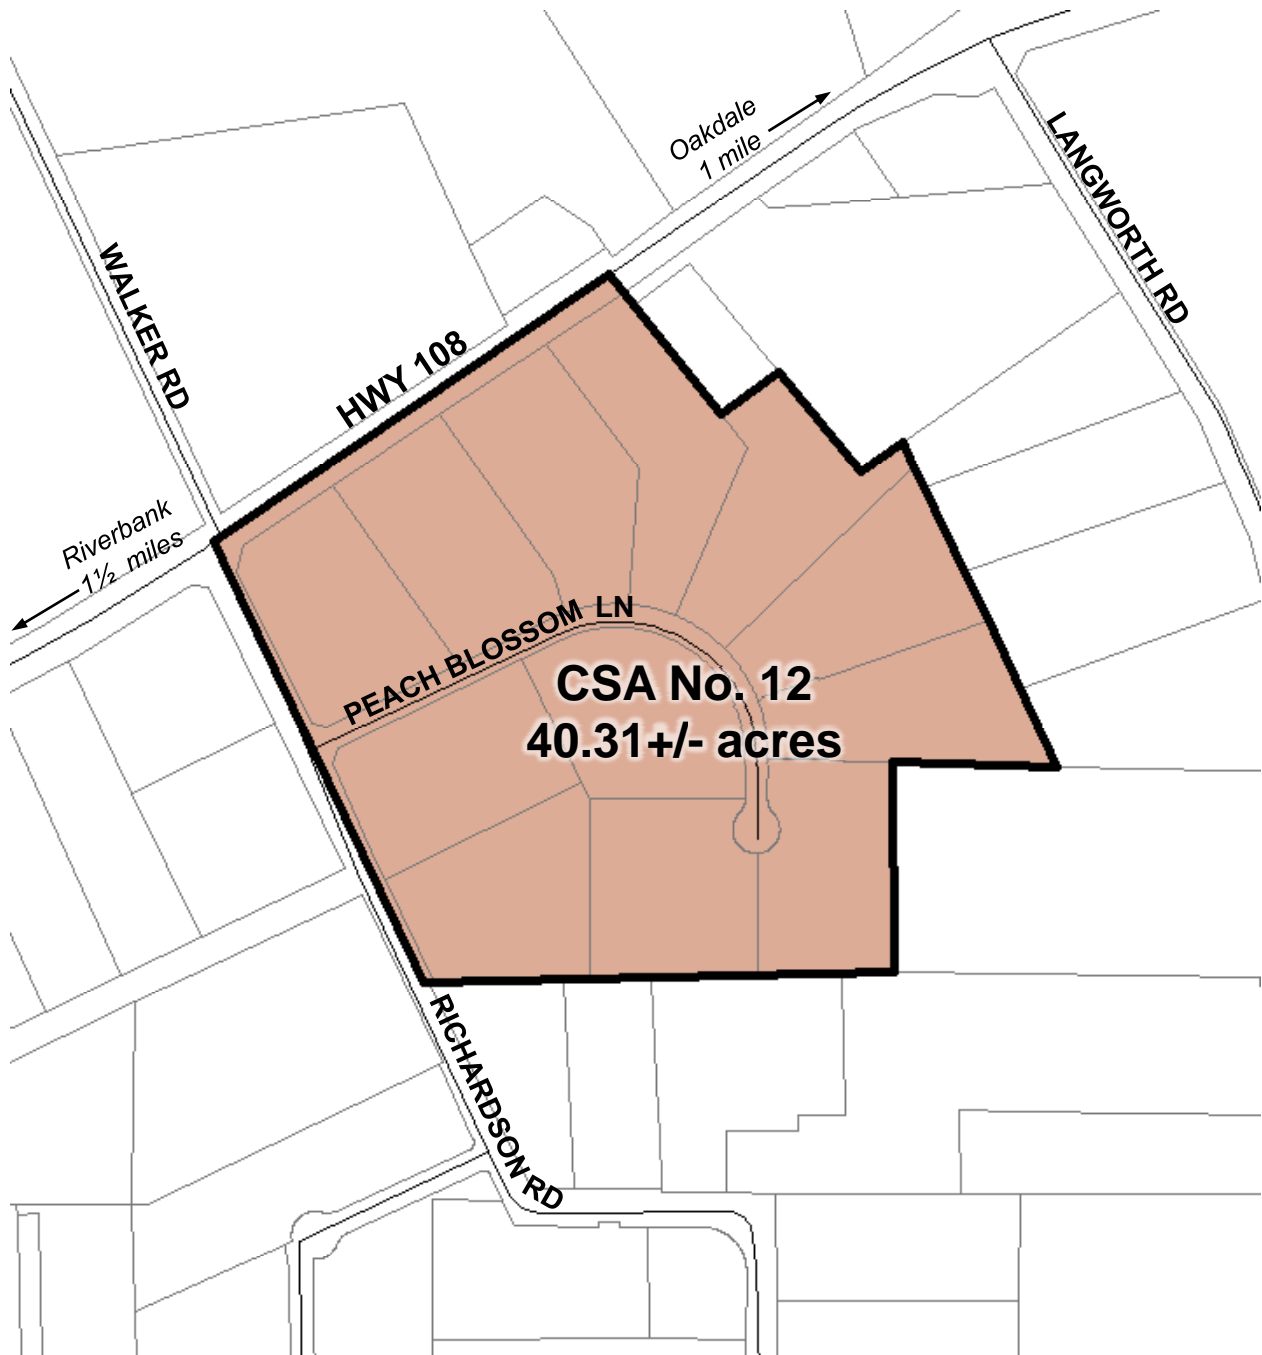 Oakdale
1 mile
LANGWORTH RD
WALKER RD
HWY 108
Riverbank
1½ miles
PEACH BLOSSOM LN
CSA No. 12
40.31+/- acres
RICHARDSON RD